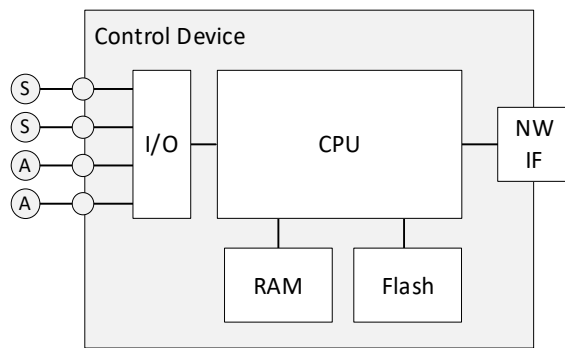 Control Device
S
S
A
A
I/O
CPU
NW
IF
RAM
Flash